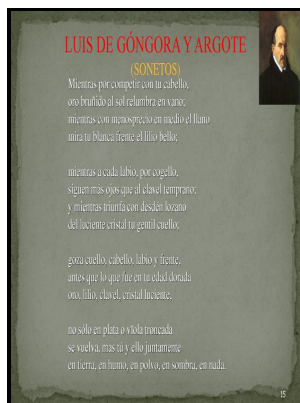 LUIS DE GÓNGORA Y ARGOTE
(SONETOS)
Mientras por competir con tu cabello,
oro bruñido al sol relumbra en vano;
mientras con menosprecio en medio el llano
mira tu blanca frente el lilio bello;
mientras a cada labio, por cogello,
siguen más ojos que al clavel temprano;
y mientras triunfa con desdén lozano
del luciente cristal tu gentil cuello;
goza cuello, cabello, labio y frente,
antes que lo que fue en tu edad dorada
oro, lilio, clavel, cristal luciente,
no sólo en plata o viola troncada
se vuelva, mas tú y ello juntamente
en tierra, en humo, en polvo, en sombra, en nada.
15